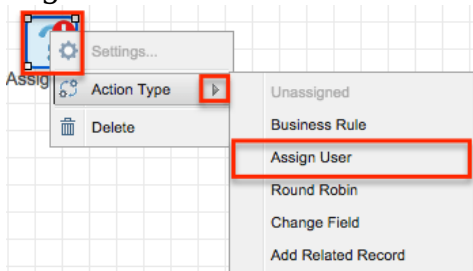 Settings...
Assig
Action Type
Unassigned
Delete
Business Rule
Assign User
Round Robin
Change Field
Add Related Record